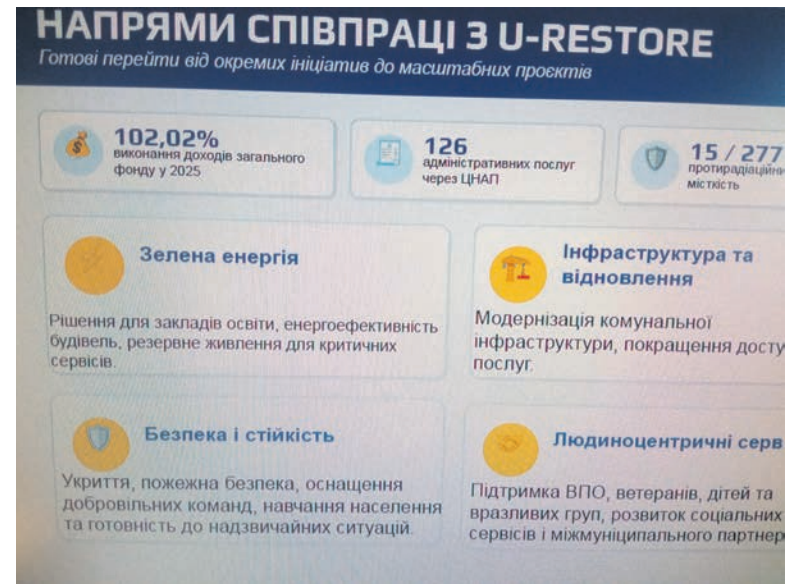 НАПРЯМИ СПІВПРАЦІ З U-RESTORE
Готові перейти від окремих ініціатив до масштабних проєктів
102,02%
виконання доходів загального
фонду у 2025
126
адміністративних послуг
через ЦНАП
15 / 277
протирадіаційни
місткість
Зелена енергія
Рішення для закладів освіти, енергоефективність
будівель, резервне живлення для критичних
сервісів.
Інфраструктура та
відновлення
Модернізація комунальної
інфраструктури, покращення досту
послуг.
Безпека і стійкість
Укриття, пожежна безпека, оснащення
добровільних команд, навчання населення
та готовність до надзвичайних ситуацій.
Людиноцентричні серв
Підтримка ВПО, ветеранів, дітей та
вразливих груп, розвиток соціальних
сервісів і міжмуніципального партнер